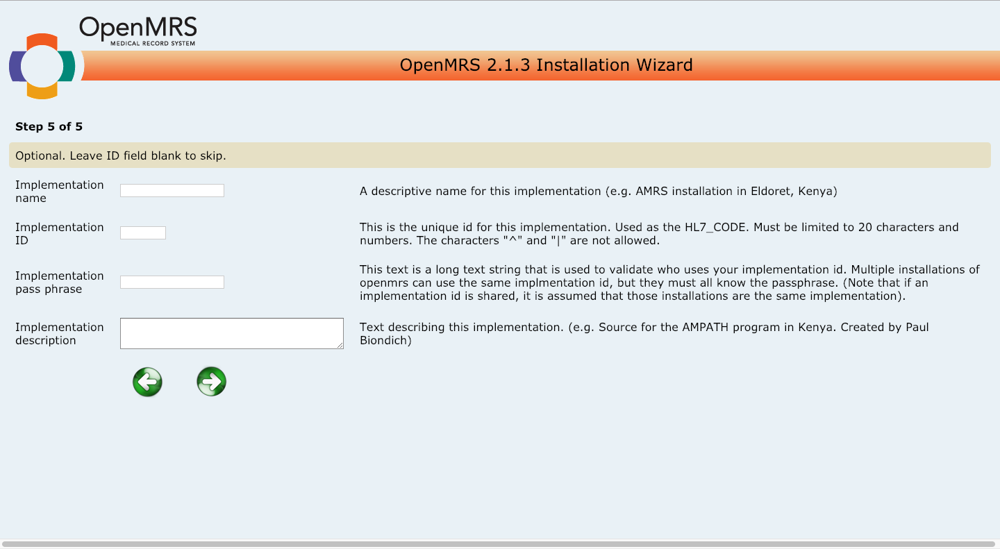 OpenMRS
MEDICAL RECORD SYSTEM
OpenMRS 2.1.3 Installation Wizard
Step 5 of 5
Optional. Leave ID field blank to skip.
Implementation
name
A descriptive name for this implementation (e.g. AMRS installation in Eldoret, Kenya)
Implementation
ID
This is the unique id for this implementation. Used as the HL7_CODE. Must be limited to 20 characters and
numbers. The characters "^" and "|" are not allowed.
Implementation
pass phrase
This text is a long text string that is used to validate who uses your implementation id. Multiple installations of
openmrs can use the same implmentation id, but they must all know the passphrase. (Note that if an
implementation id is shared, it is assumed that those installations are the same implementation).
Implementation
description
Text describing this implementation. (e.g. Source for the AMPATH program in Kenya. Created by Paul
Biondich)